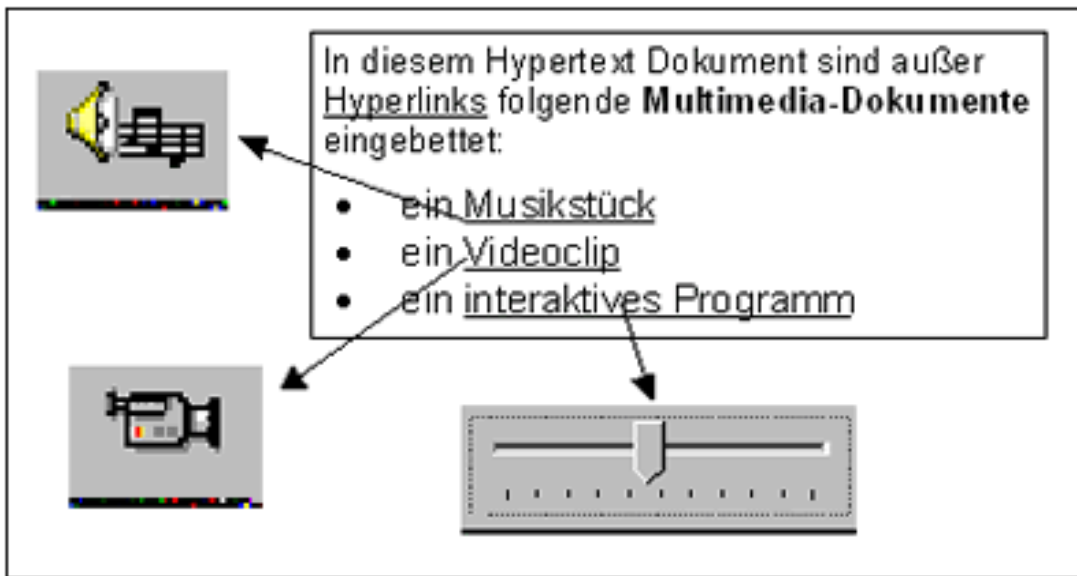 In diesem Hypertext Dokument sind außer
Hyperlinks folgende Multimedia-Dokumente
eingebettet:
• ein Musikstück
• ein Videoclip
• ein interaktives Programm